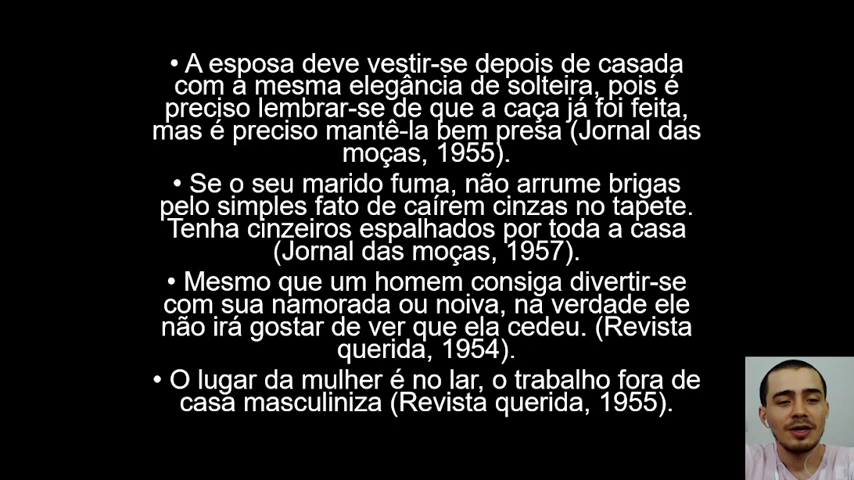 • A esposa deve vestir-se depois de casada
com a mesma elegância de solteira, pois é
preciso lembrar-se de que a caça já foi feita,
mas é preciso mantê-la bem presa (Jornal das
moças, 1955).
• Se o seu marido fuma, não arrume brigas
pelo simples fato de caírem cinzas no tapete.
Tenha cinzeiros espalhados por toda a casa
(Jornal das moças, 1957).
• Mesmo que um homem consiga divertir-se
com sua namorada ou noiva, na verdade ele
não irá gostar de ver que ela cedeu. (Revista
querida, 1954).
• O lugar da mulher é no lar, o trabalho fora de
casa masculiniza (Revista querida, 1955).